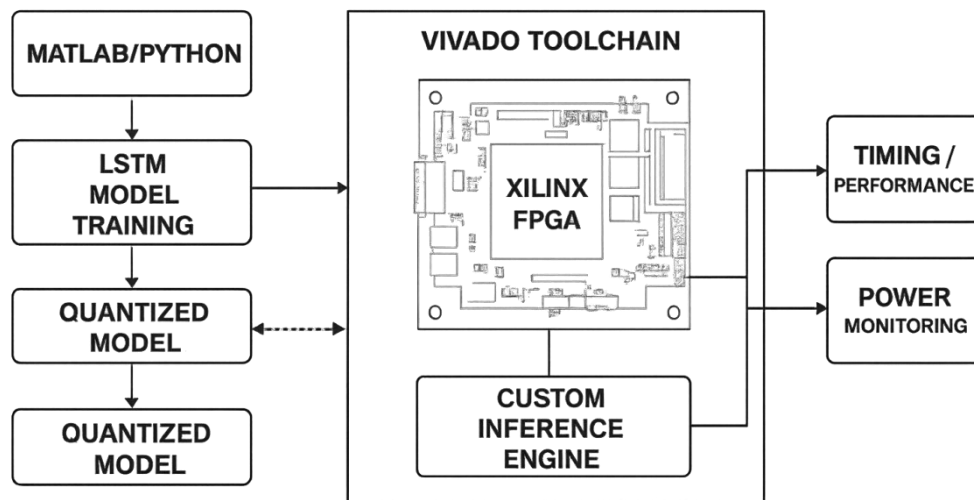 MATLAB/PYTHON
LSTM
MODEL
TRAINING
QUANTIZED
MODEL
QUANTIZED
MODEL
VIVADO TOOLCHAIN
XILINX
FPGA
CUSTOM
INFERENCE
ENGINE
TIMING /
PERFORMANCE
POWER
MONITORING